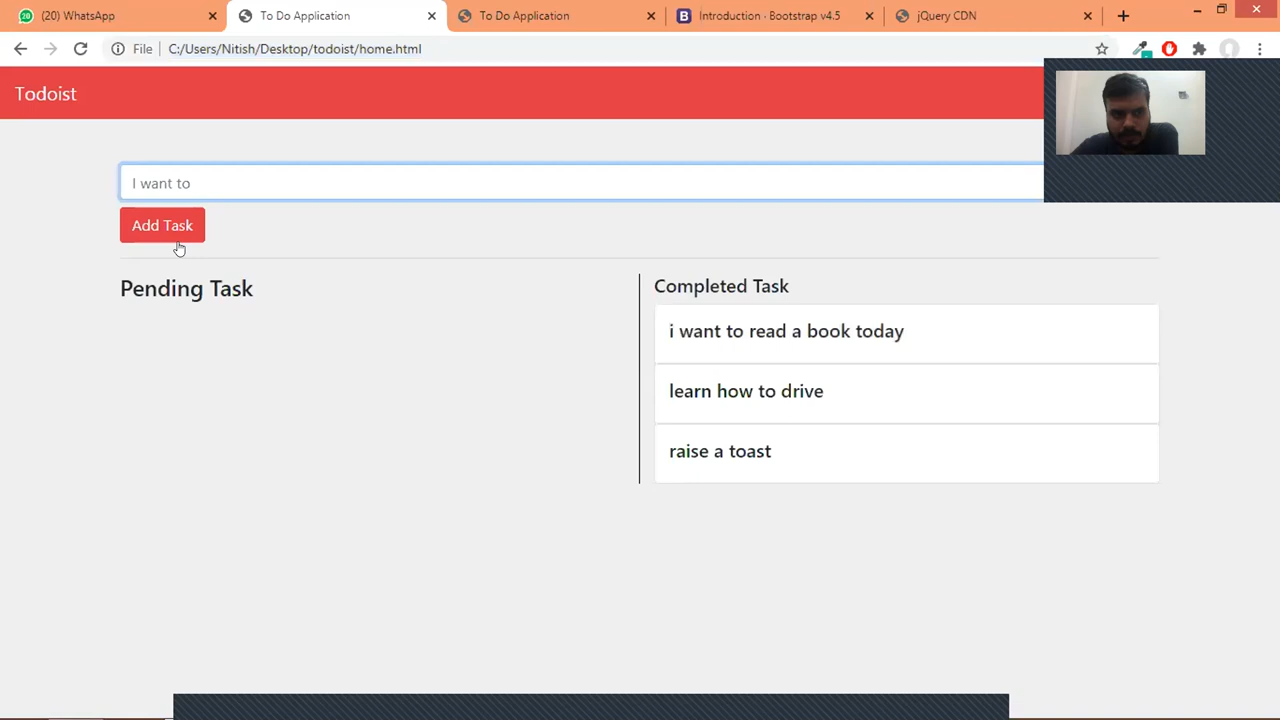 (20) WhatsApp
To Do Application
To Do Application
Introduction · Bootstrap v4.5
jQuery CDN
File
C:/Users/Nitish/Desktop/todoist/home.html
Todoist
I want to
Add Task
Pending Task
Completed Task
i want to read a book today
learn how to drive
raise a toast